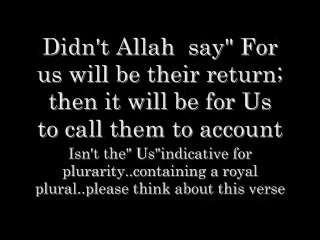 Didn't Allah  say" For
us will be their return;
then it will be for Us
to call them to account
Isn't the" Us"indicative for
plurarity..containing a royal
plural..please think about this verse